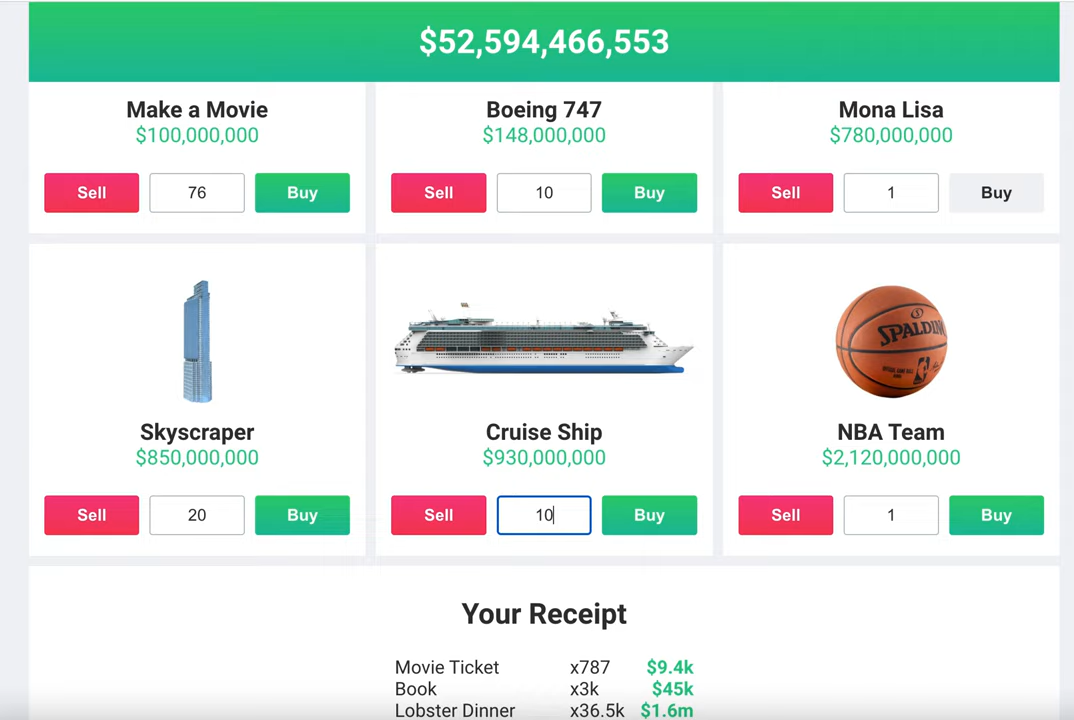 $52,594,466,553
Make a Movie
$100,000,000
Sell 76 Buy
Boeing 747
$148,000,000
Sell 10 Buy
Mona Lisa
$780,000,000
Sell 1 Buy
Skyscraper
$850,000,000
Sell 20 Buy
Cruise Ship
$930,000,000
Sell 10 Buy
SPALDING
NBA Team
$2,120,000,000
Sell 1 Buy
Your Receipt
Movie Ticket x787 $9.4k
Book x3k $45k
Lobster Dinner x36.5k $1.6m